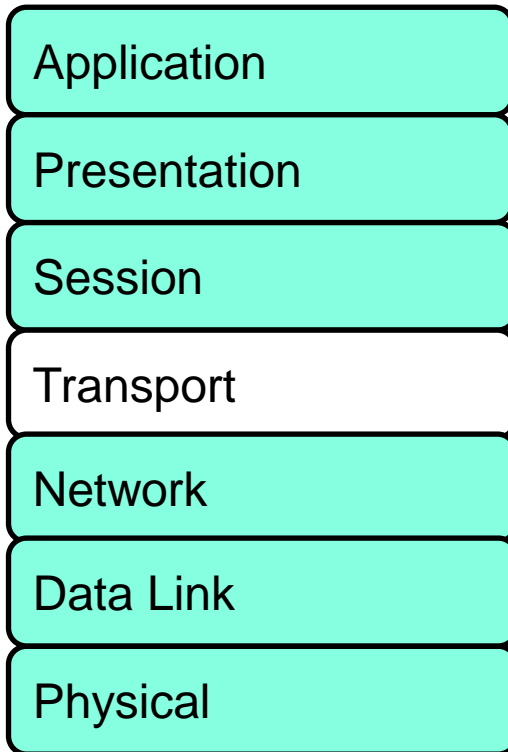 Application
Presentation
Session
Transport
Network
Data Link
Physical